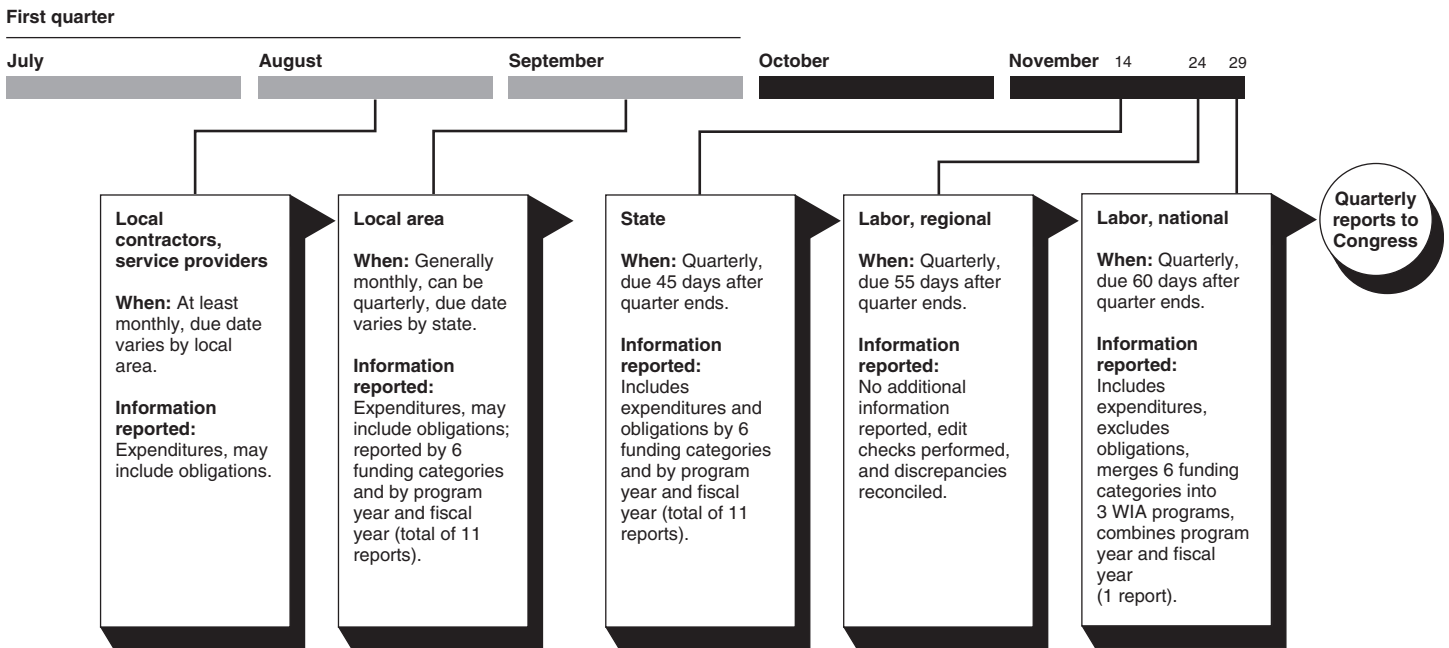 First quarter
July August September October November 14 24 29
Local
contractors,
service providers
When: At least
monthly, due date
varies by local
area.
Information
reported:
Expenditures, may
include obligations.
Local area
When: Generally
monthly, can be
quarterly, due date
varies by state.
Information
reported:
Expenditures, may
include obligations;
reported by 6
funding categories
and by program
year and fiscal
year (total of 11
reports).
State
When: Quarterly,
due 45 days after
quarter ends.
Information
reported:
Includes
expenditures and
obligations by 6
funding categories
and by program
year and fiscal
year (total of 11
reports).
Labor, regional
When: Quarterly,
due 55 days after
quarter ends.
Information
reported:
No additional
information
reported, edit
checks performed,
and discrepancies
reconciled.
Labor, national
When: Quarterly,
due 60 days after
quarter ends.
Information
reported:
Includes
expenditures,
excludes
obligations,
merges 6 funding
categories into
3 WIA programs,
combines program
year and fiscal
year
(1 report).
Quarterly
reports to
Congress